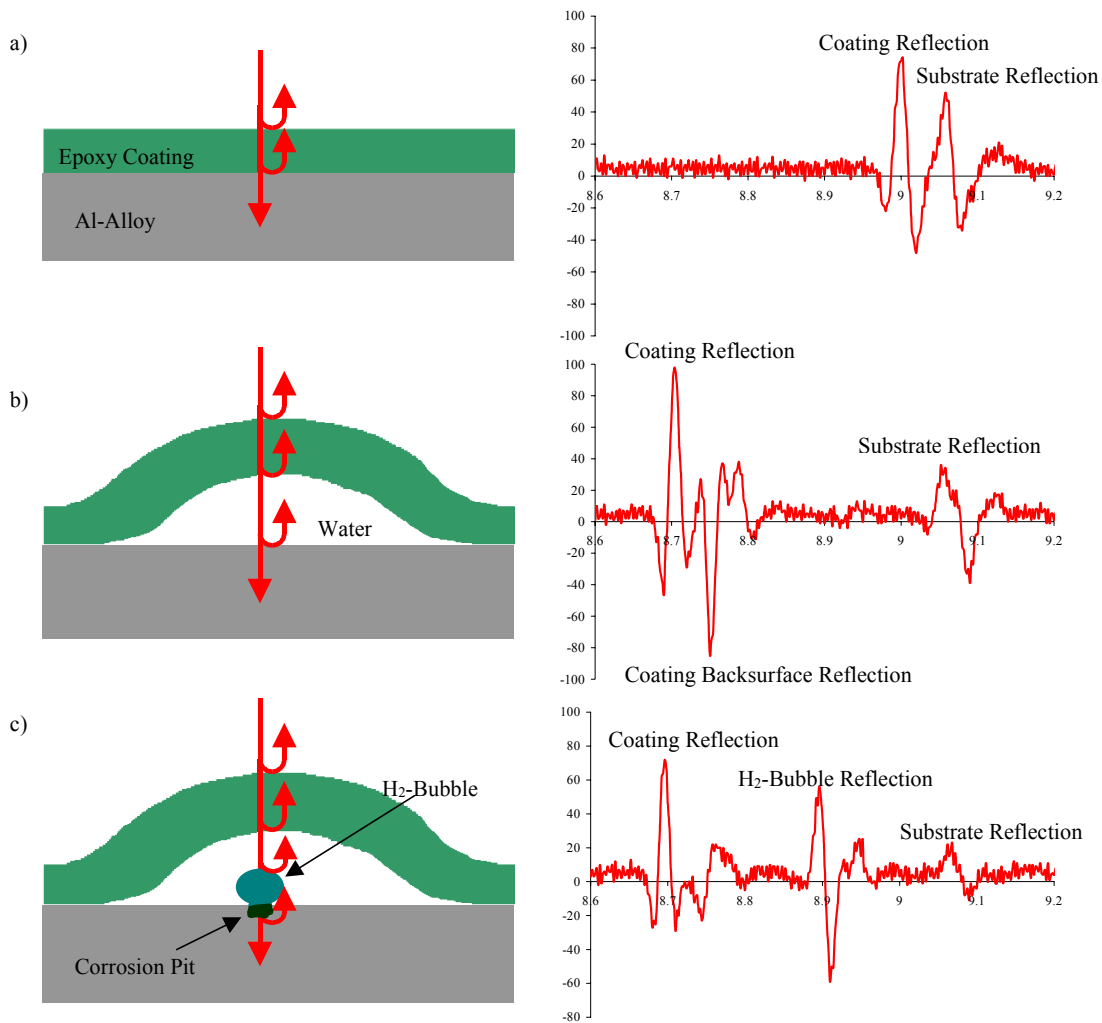 a)
Epoxy Coating
Al-Alloy
Coating Reflection
Substrate Reflection
100
80
60
40
20
0
-20
-40
-60
-80
-100
8.6 8.7 8.8 8.9 9 9.1 9.2
b)
Water
Coating Reflection
Substrate Reflection
100
80
60
40
20
0
-20
-40
-60
-80
-100
8.6 8.7 8.8 8.9 9 9.1 9.2
Coating Backsurface Reflection
c)
H2-Bubble
Corrosion Pit
Coating Reflection
H2-Bubble Reflection
Substrate Reflection
100
80
60
40
20
0
-20
-40
-60
-80
8.6 8.7 8.8 8.9 9 9.1 9.2